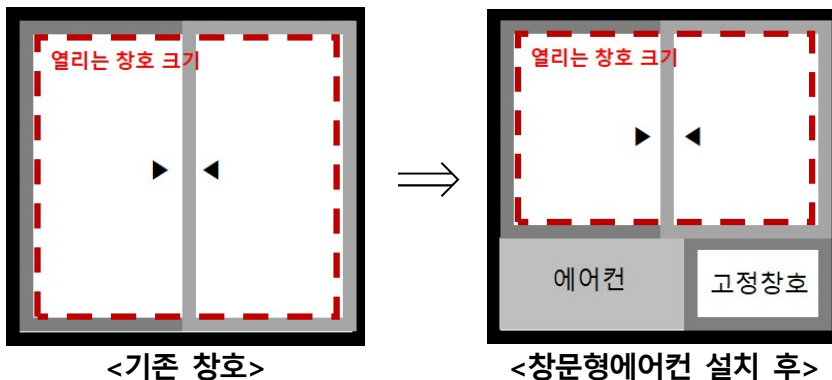 열리는 창호 크기
열리는 창호 크기
에어컨
고정창호
<기존 창호>
<창문형에어컨 설치 후>